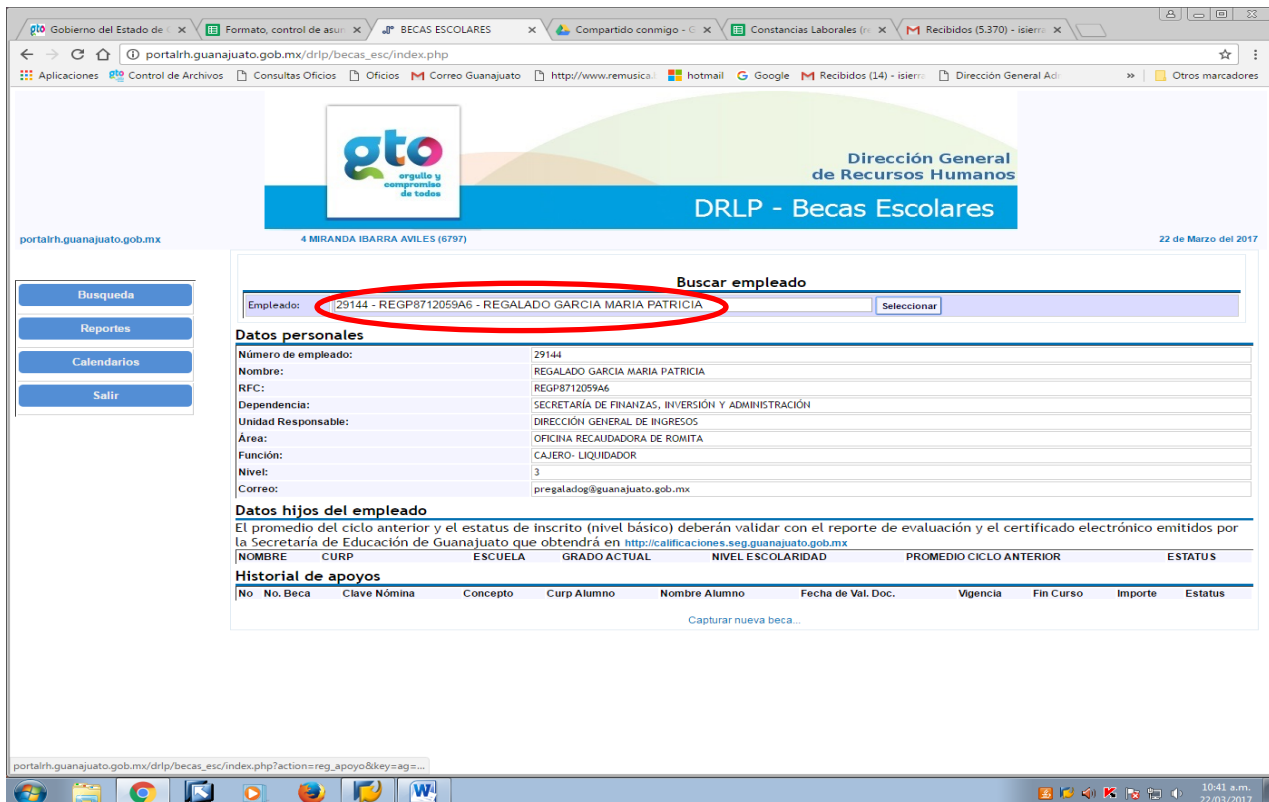 gto Gobierno del Estado de
Formato, control de asun
BECAS ESCOLARES
Compartido conmigo - G
Constancias Laborales (re
Recibidos (5.370) - isierra
portalrh.guanajuato.gob.mx/drlp/becas_esc/index.php
Aplicaciones
Control de Archivos
Consultas Oficios
Oficios
Correo Guanajuato
http://www.remusica.
hotmail
Google
Recibidos (14) - isierra
Dirección General Adr
»
Otros marcadores
gto
orgullo y
compromiso
de todos
Dirección General
de Recursos Humanos
DRLP - Becas Escolares
portalrh.guanajuato.gob.mx
4 MIRANDA IBARRA AVILES (6797)
22 de Marzo del 2017
Busqueda
Reportes
Calendarios
Salir
Buscar empleado
Empleado: 29144 - REGP8712059A6 - REGALADO GARCIA MARIA PATRICIA Seleccionar
Datos personales
Número de empleado: 29144
Nombre: REGALADO GARCIA MARIA PATRICIA
RFC: REGP8712059A6
Dependencia: SECRETARÍA DE FINANZAS, INVERSIÓN Y ADMINISTRACIÓN
Unidad Responsable: DIRECCIÓN GENERAL DE INGRESOS
Área: OFICINA RECAUDADORA DE ROMITA
Función: CAJERO- LIQUIDADOR
Nivel: 3
Correo: pregaladog@guanajuato.gob.mx
Datos hijos del empleado
El promedio del ciclo anterior y el estatus de inscrito (nivel básico) deberán validar con el reporte de evaluación y el certificado electrónico emitidos por
la Secretaría de Educación de Guanajuato que obtendrá en http://calificaciones.seg.guanajuato.gob.mx
NOMBRE CURP ESCUELA GRADO ACTUAL NIVEL ESCOLARIDAD PROMEDIO CICLO ANTERIOR ESTATUS
Historial de apoyos
No No. Beca Clave Nómina Concepto Curp Alumno Nombre Alumno Fecha de Val. Doc. Vigencia Fin Curso Importe Estatus
Capturar nueva beca...
portalrh.guanajuato.gob.mx/drlp/becas_esc/index.php?action=reg_apoyo&key=ag=...
10:41 a.m.
22/03/2017